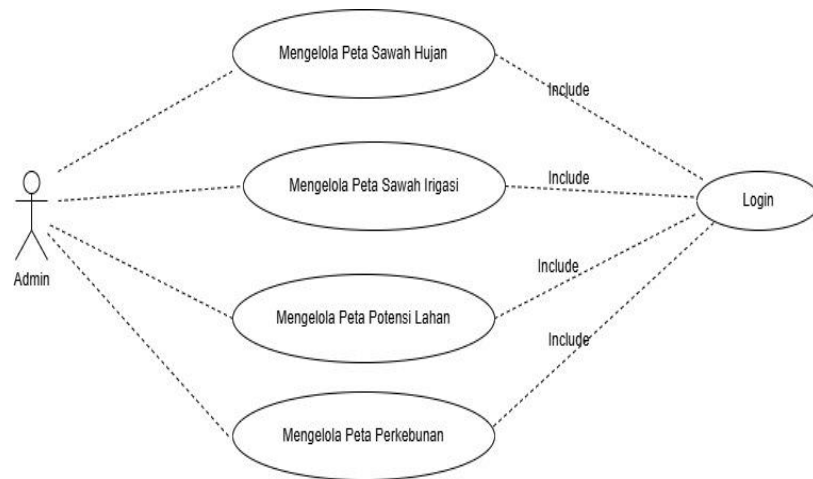 Mengelola Peta Sawah Hujan
Include
Mengelola Peta Sawah Irigasi
Include
Login
Admin
Include
Mengelola Peta Potensi Lahan
Include
Mengelola Peta Perkebunan